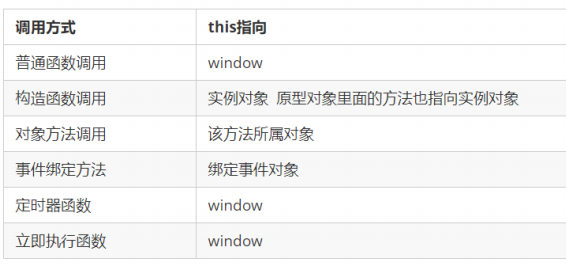 调用方式 this指向
普通函数调用 window
构造函数调用 实例对象 原型对象里面的方法也指向实例对象
对象方法调用 该方法所属对象
事件绑定方法 绑定事件对象
定时器函数 window
立即执行函数 window